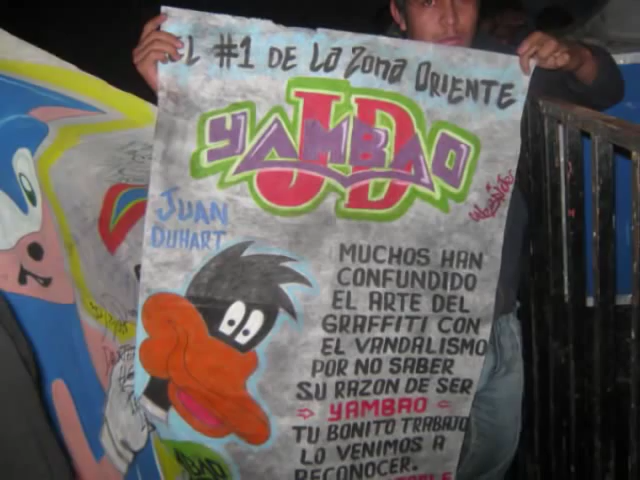 EL #1 DE LA ZONA ORIENTE
JD
YAMBAO
JUAN
DUHART
MUCHOS HAN
CONFUNDIDO
EL ARTE DEL
GRAFFITI CON
EL VANDALISMO
POR NO SABER
SU RAZON DE SER
YAMBAO
TU BONITO TRABAJO
LO VENIMOS A
RECONOCER.